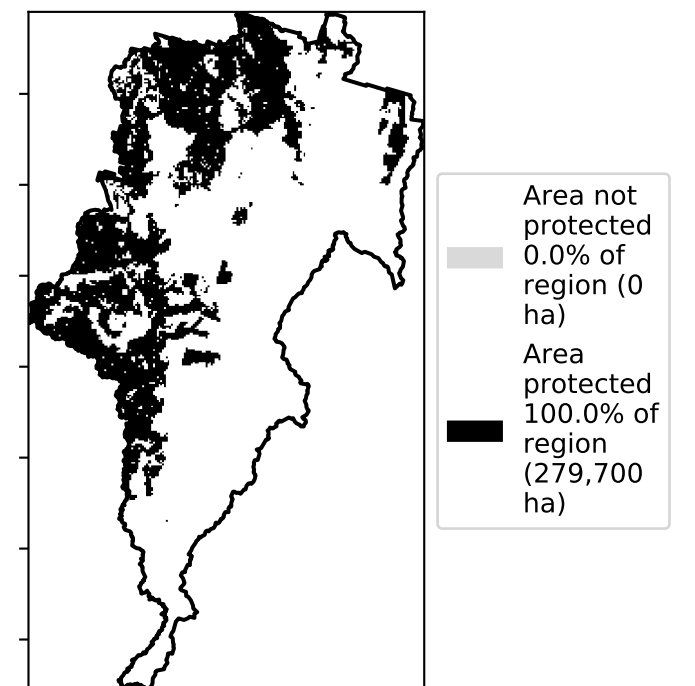 Area not
protected
0.0% of
region (0
ha)
Area
protected
100.0% of
region
(279,700
ha)